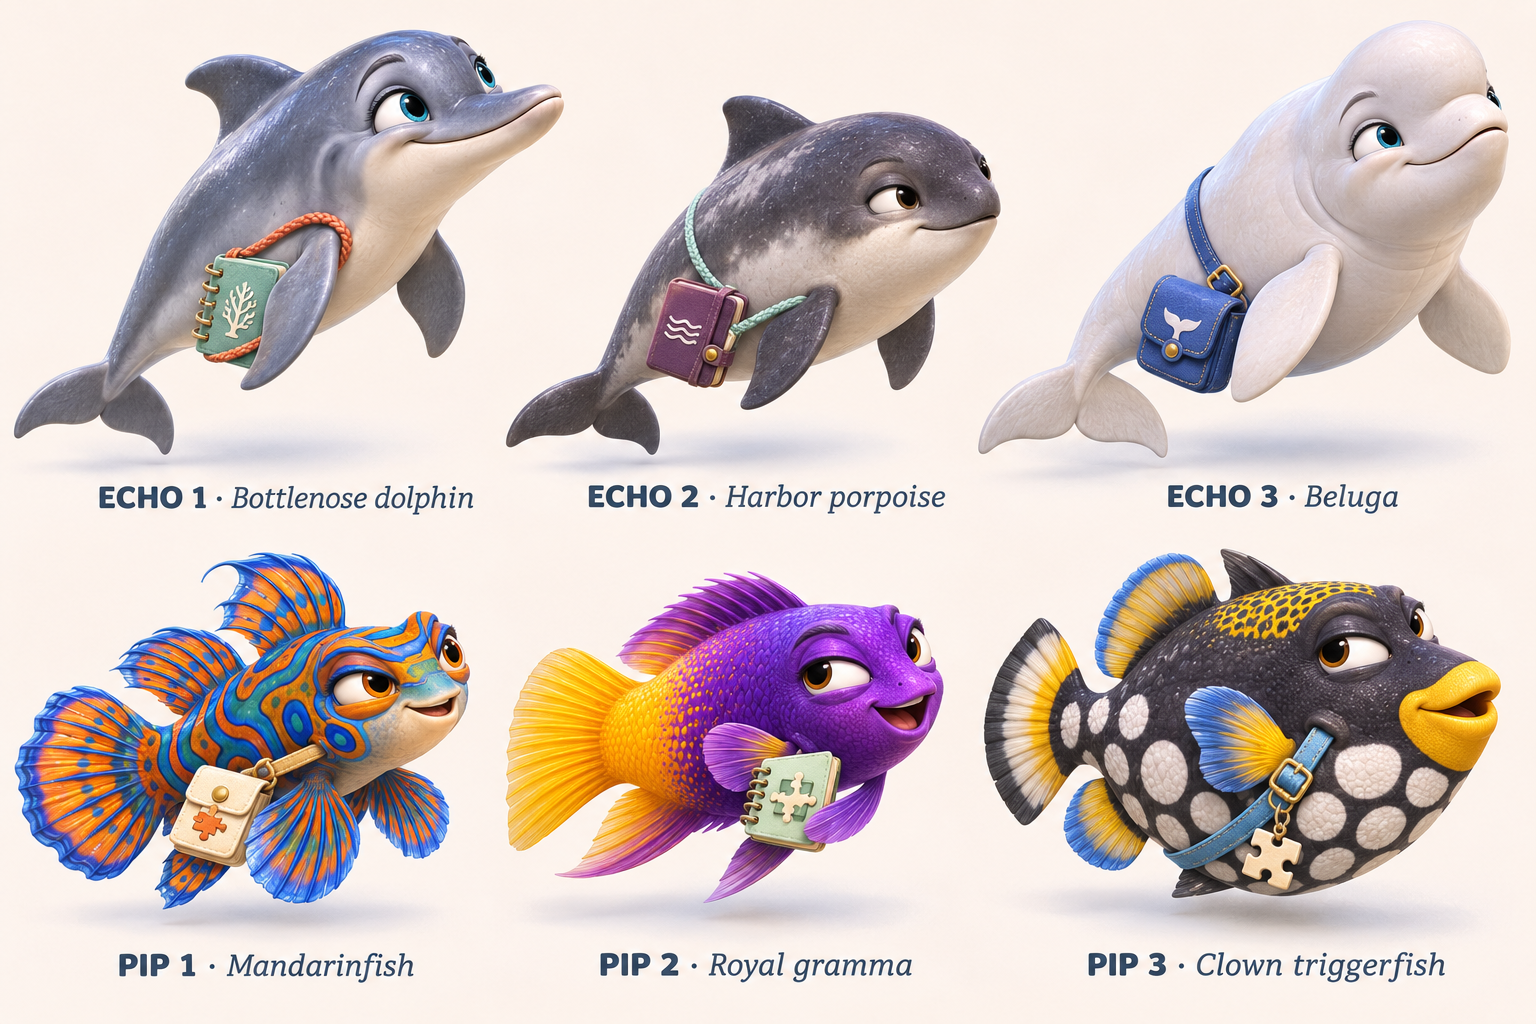 ECHO 1 · Bottlenose dolphin
ECHO 2 · Harbor porpoise
ECHO 3 · Beluga
PIP 1 · Mandarinfish
PIP 2 · Royal gramma
PIP 3 · Clown triggerfish